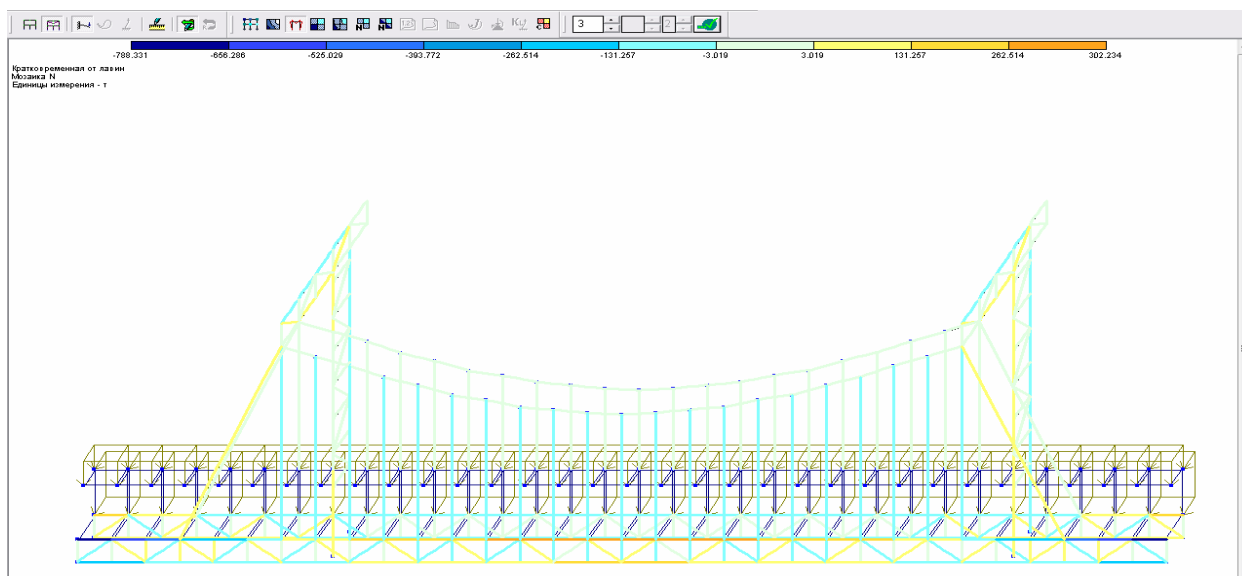 3 2
-788.331 -656.286 -525.029 -393.772 -262.514 -131.257 -3.019 3.019 131.257 262.514 302.234
Кратковременная от лавин
Мозаика N
Единицы измерения - т